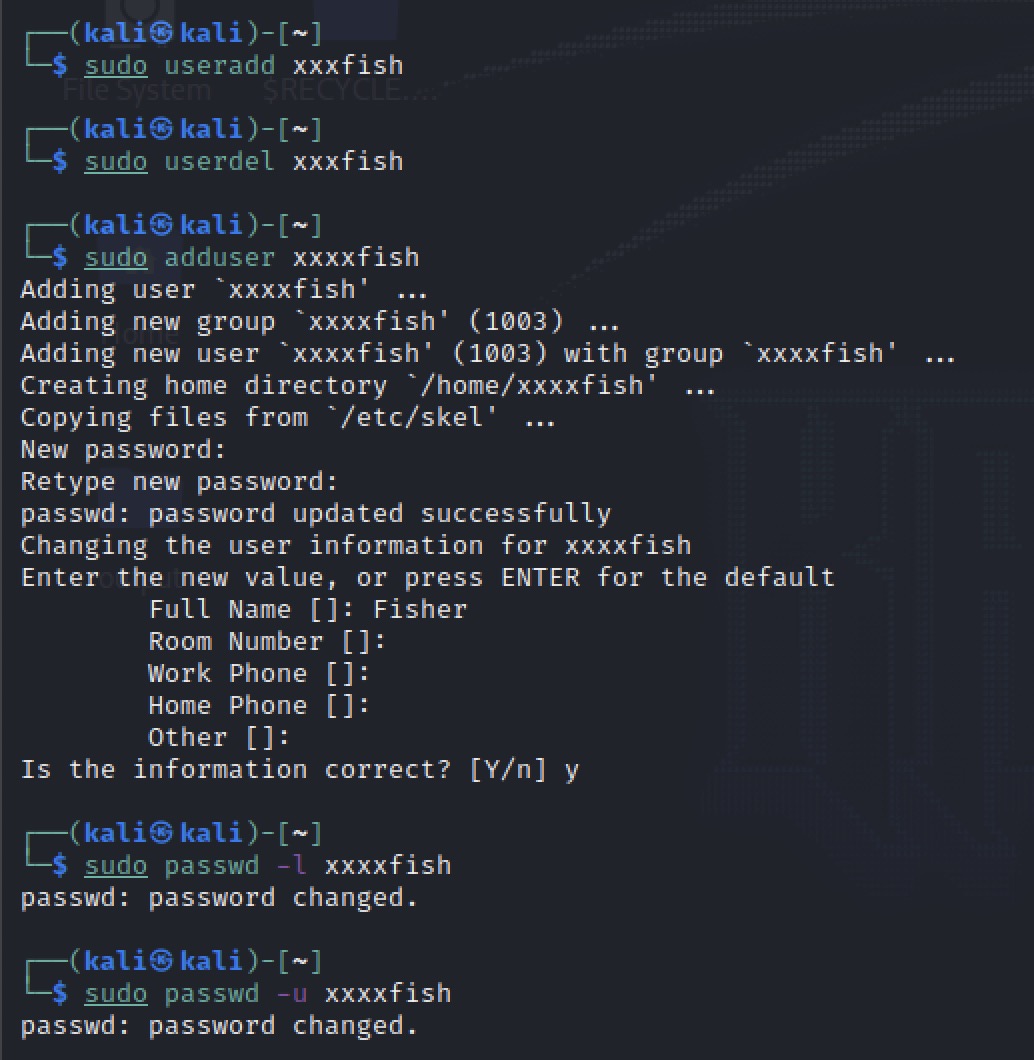 ┌──(kali㉿kali)-[~]
└─$ sudo useradd xxxfish
File System $RECYCLE....
┌──(kali㉿kali)-[~]
└─$ sudo userdel xxxfish
┌──(kali㉿kali)-[~]
└─$ sudo adduser xxxxfish
Adding user `xxxxfish' ...
Adding new group `xxxxfish' (1003) ...
Adding new user `xxxxfish' (1003) with group `xxxxfish' ...
Creating home directory `/home/xxxxfish' ...
Copying files from `/etc/skel' ...
New password:
Retype new password:
passwd: password updated successfully
Changing the user information for xxxxfish
Enter the new value, or press ENTER for the default
Full Name []: Fisher
Room Number []:
Work Phone []:
Home Phone []:
Other []:
Is the information correct? [Y/n] y
┌──(kali㉿kali)-[~]
└─$ sudo passwd -l xxxxfish
passwd: password changed.
┌──(kali㉿kali)-[~]
└─$ sudo passwd -u xxxxfish
passwd: password changed.